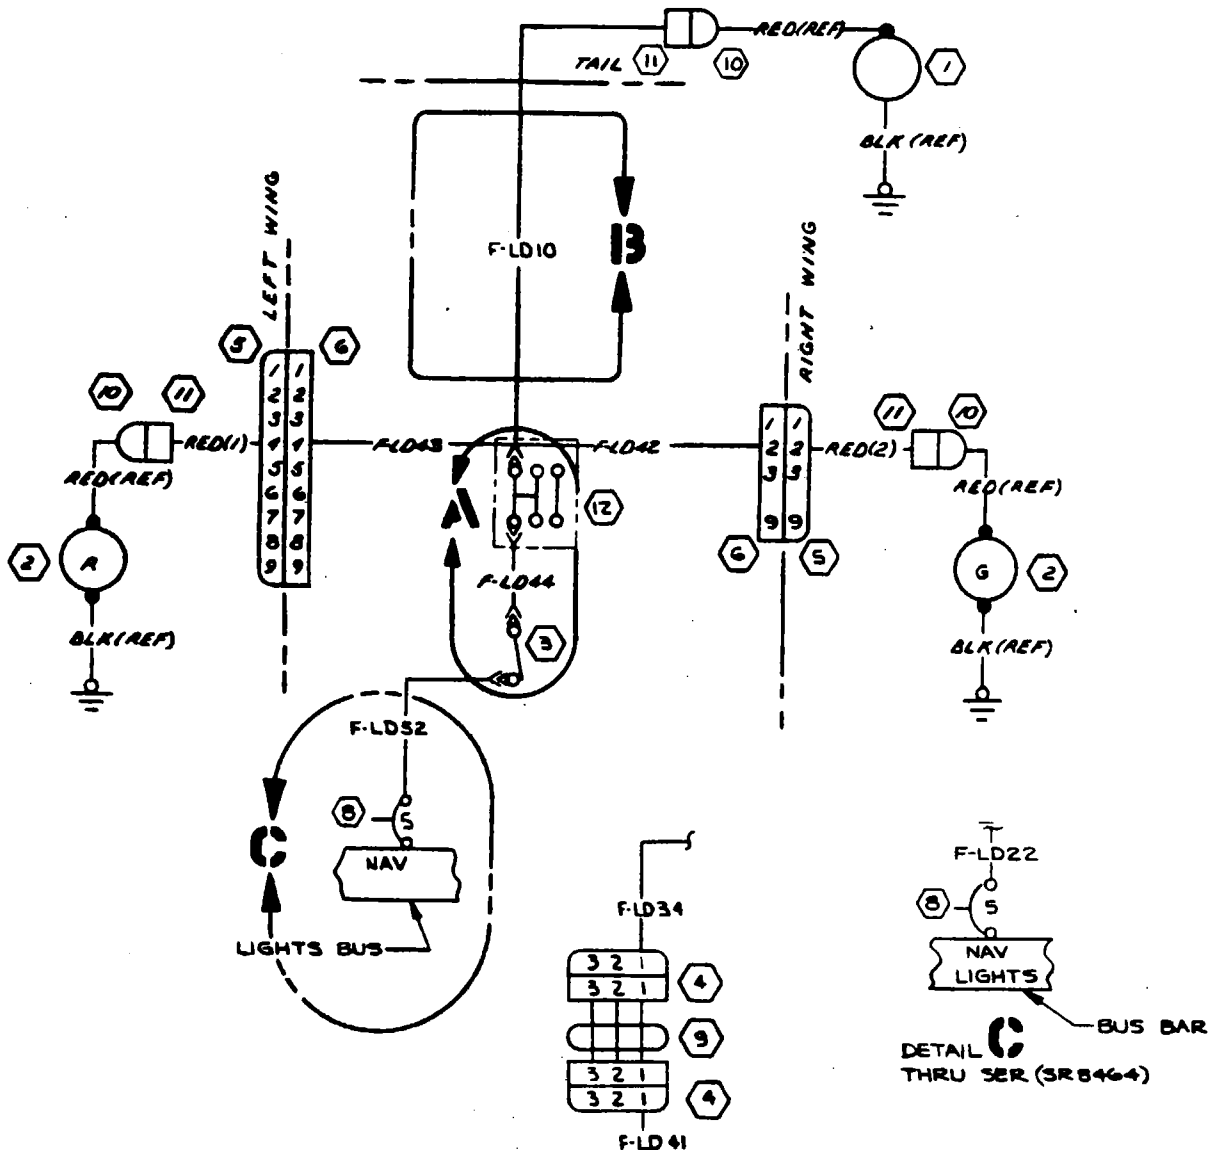 RED(REF)
TAIL
11
10
1
BLK (REF)
LEFT WING
F-LD10
B
RIGHT WING
5
6
10
11
RED(1)
1 1
2 2
3 3
4 4
5 5
6 6
7 7
8 8
9 9
F-LD43
F-LD42
1 1
2 2
3 3
9 9
RED(2)
11
10
RED(REF)
RED(REF)
A
12
2
R
6
5
G
2
F-LD44
BLK(REF)
3
BLK(REF)
F-LD52
C
8
5
NAV
LIGHTS BUS
F-LD34
3 2 1
3 2 1
4
9
3 2 1
3 2 1
4
F-LD41
F-LD22
8
5
NAV
LIGHTS
BUS BAR
DETAIL C
THRU SER (SR8464)